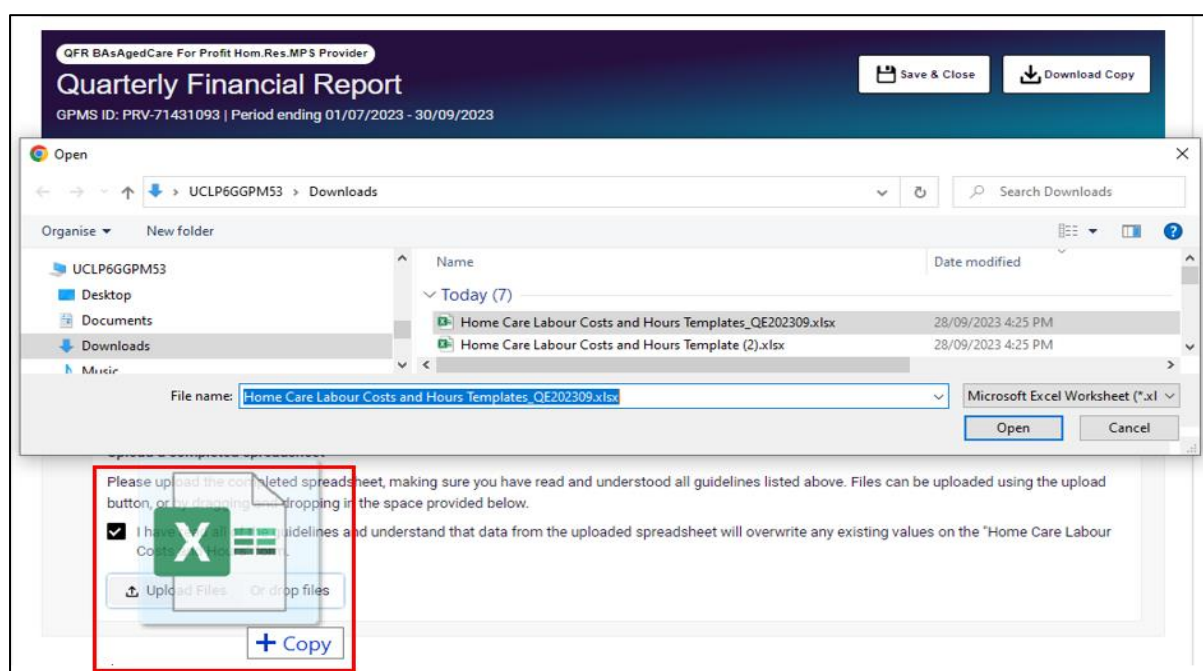 QFR BAsAgedCare For Profit Hom.Res.MPS Provider
Quarterly Financial Report
GPMS ID: PRV-71431093 | Period ending 01/07/2023 - 30/09/2023
Save & Close
Download Copy
Open
UCLP6GGPM53 > Downloads
Search Downloads
Organise
New folder
UCLP6GGPM53
Desktop
Documents
Downloads
Music
Name
Date modified
Today (7)
Home Care Labour Costs and Hours Templates_QE202309.xlsx
28/09/2023 4:25 PM
Home Care Labour Costs and Hours Template (2).xlsx
28/09/2023 4:25 PM
File name:
Home Care Labour Costs and Hours Templates_QE202309.xlsx
Microsoft Excel Worksheet (*.xl
Open
Cancel
Upload a completed spreadsheet
Please upload the completed spreadsheet, making sure you have read and understood all guidelines listed above. Files can be uploaded using the upload
button, or by dragging and dropping in the space provided below.
I have all guidelines and understand that data from the uploaded spreadsheet will overwrite any existing values on the "Home Care Labour
Costs Hours
Upload Files
Or drop files
X
+ Copy